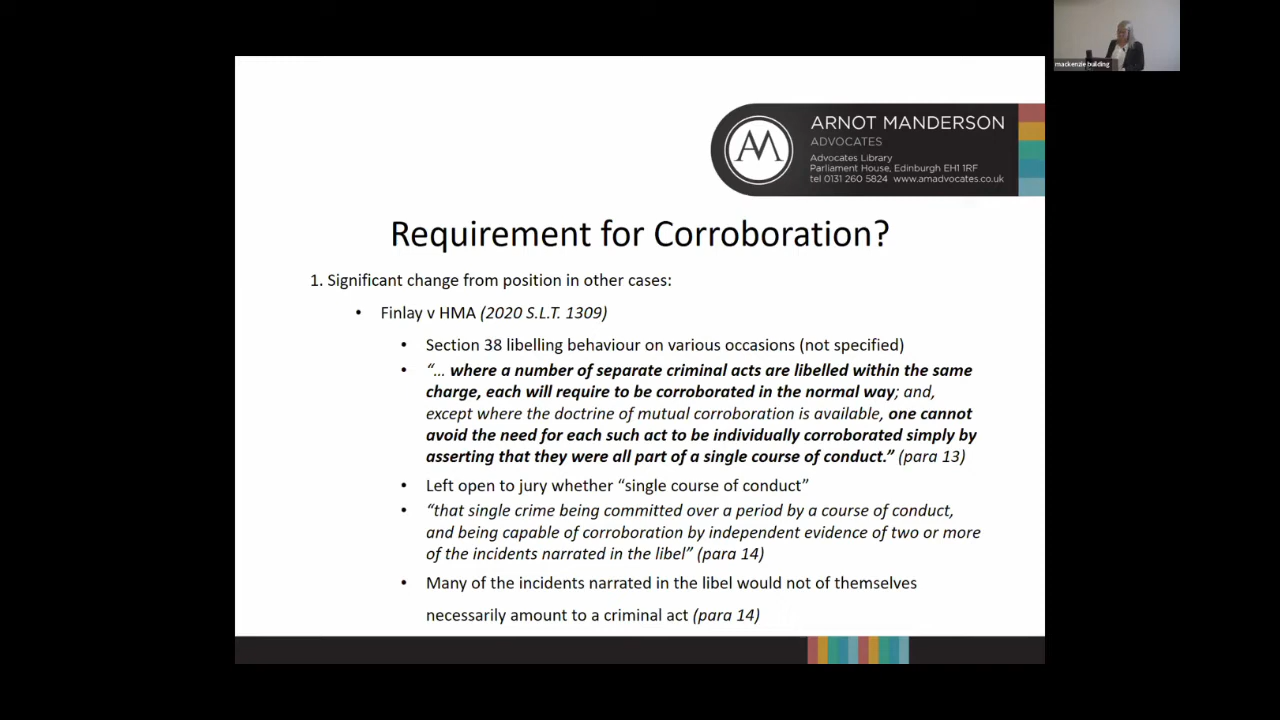 mackenzie building
ARNOT MANDERSON
ADVOCATES
Advocates Library
Parliament House, Edinburgh EH1 1RF
tel 0131 260 5824 www.amadvocates.co.uk
AM
Requirement for Corroboration?
1. Significant change from position in other cases:
• Finlay v HMA (2020 S.L.T. 1309)
• Section 38 libelling behaviour on various occasions (not specified)
• “... where a number of separate criminal acts are libelled within the same
charge, each will require to be corroborated in the normal way; and,
except where the doctrine of mutual corroboration is available, one cannot
avoid the need for each such act to be individually corroborated simply by
asserting that they were all part of a single course of conduct.” (para 13)
• Left open to jury whether “single course of conduct”
• “that single crime being committed over a period by a course of conduct,
and being capable of corroboration by independent evidence of two or more
of the incidents narrated in the libel” (para 14)
• Many of the incidents narrated in the libel would not of themselves
necessarily amount to a criminal act (para 14)